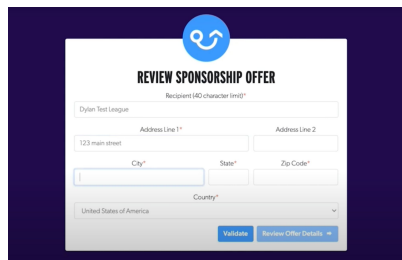 REVIEW SPONSORSHIP OFFER
Recipient (40 character limit)*
Dylan Test League
Address Line 1* Address Line 2
123 main street
City* State* Zip Code*
Country*
United States of America
Validate Review Offer Details